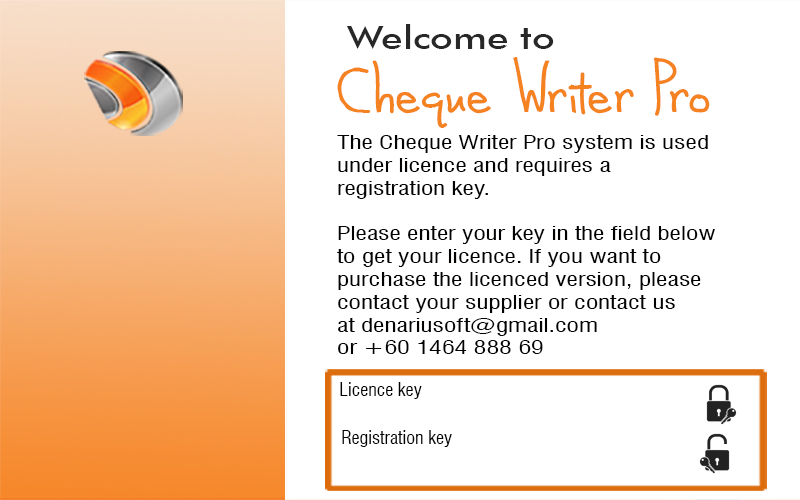 Welcome to
Cheque Writer Pro
The Cheque Writer Pro system is used
under licence and requires a
registration key.
Please enter your key in the field below
to get your licence. If you want to
purchase the licenced version, please
contact your supplier or contact us
at denariusoft@gmail.com
or +60 1464 888 69
Licence key
Registration key